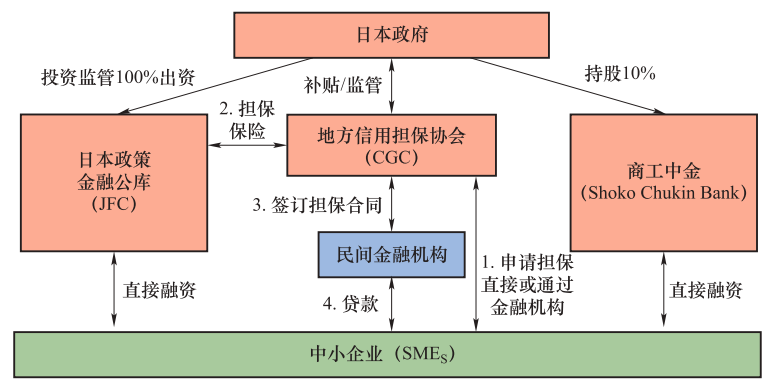 日本政府
投资监管100%出资
补贴/监管
持股10%
2. 担保
保险
日本政策
金融公库
(JFC)
地方信用担保协会
(CGC)
商工中金
(Shoko Chukin Bank)
3. 签订担保合同
民间金融机构
1. 申请担保
直接或通过
金融机构
直接融资
4. 贷款
直接融资
中小企业（SMES）